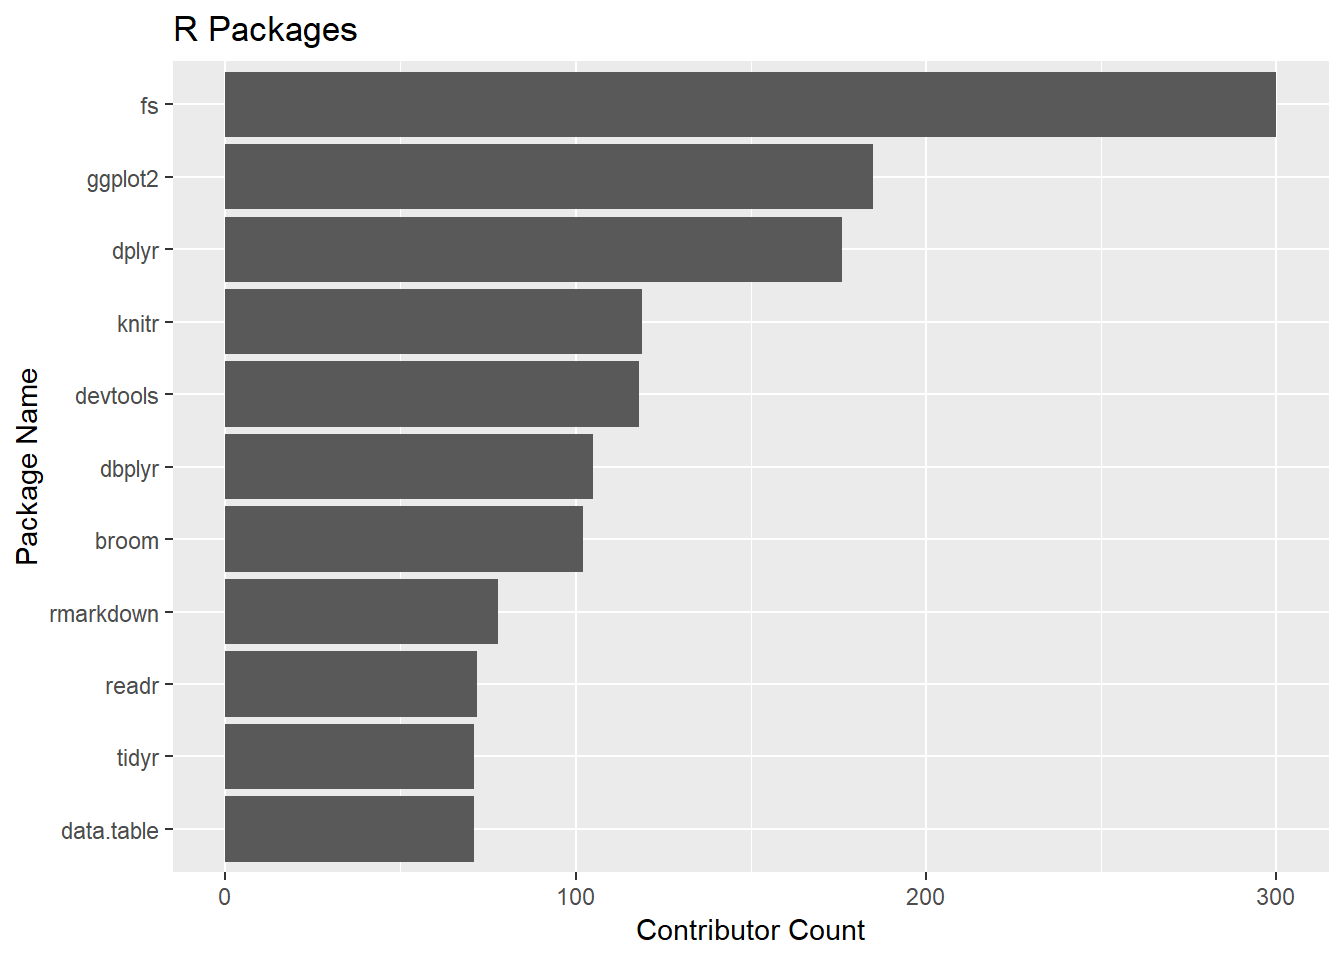 R Packages
fs
ggplot2
dplyr
knitr
devtools
dbplyr
broom
rmarkdown
readr
tidyr
data.table
Package Name
0 100 200 300
Contributor Count